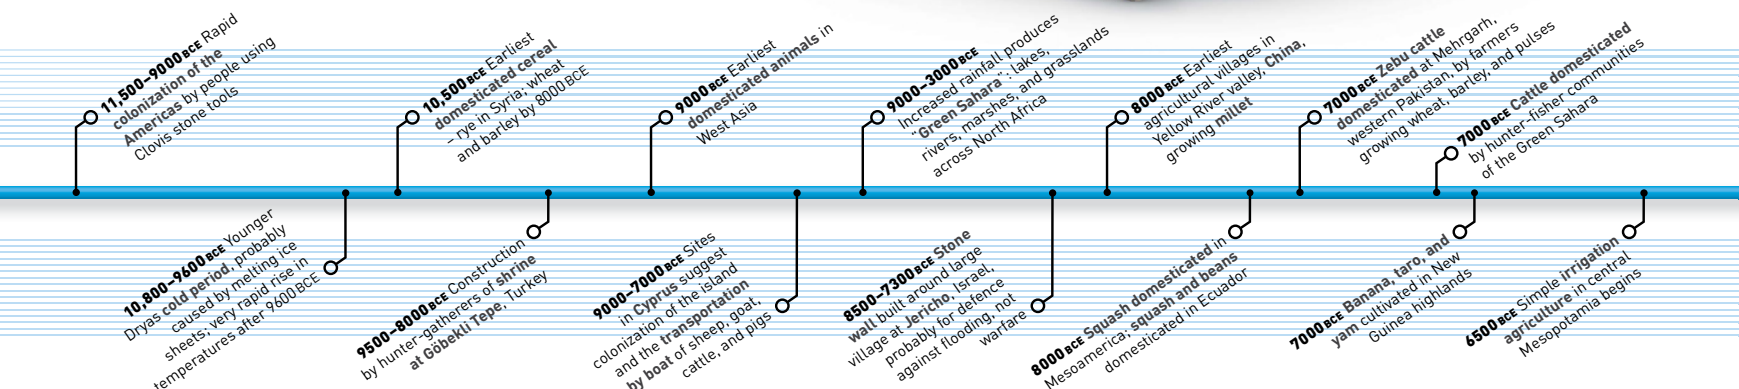 11,500–9000 BCE Rapid
colonization of the
Americas by people using
Clovis stone tools
10,800–9600 BCE Younger
Dryas cold period, probably
caused by melting ice
sheets; very rapid rise in
temperatures after 9600 BCE
10,500 BCE Earliest
domesticated cereal
– rye in Syria; wheat
and barley by 8000 BCE
9500–8000 BCE Construction
by hunter-gatherers of shrine
at Göbekli Tepe, Turkey
9000 BCE Earliest
domesticated animals in
West Asia
9000–7000 BCE Sites
in Cyprus suggest
colonization of the island
and the transportation
by boat of sheep, goat,
cattle, and pigs
9000–3000 BCE
Increased rainfall produces
"Green Sahara": lakes,
rivers, marshes, and grasslands
across North Africa
8500–7300 BCE Stone
wall built around large
village at Jericho, Israel,
probably for defence
against flooding, not
warfare
8000 BCE Earliest
agricultural villages in
Yellow River valley, China,
growing millet
8000 BCE Squash domesticated in
Mesoamerica; squash and beans
domesticated in Ecuador
7000 BCE Zebu cattle
domesticated at Mehrgarh,
western Pakistan, by farmers
growing wheat, barley, and pulses
7000 BCE Cattle domesticated
by hunter-fisher communities
of the Green Sahara
7000 BCE Banana, taro, and
yam cultivated in New
Guinea highlands
6500 BCE Simple irrigation
agriculture in central
Mesopotamia begins